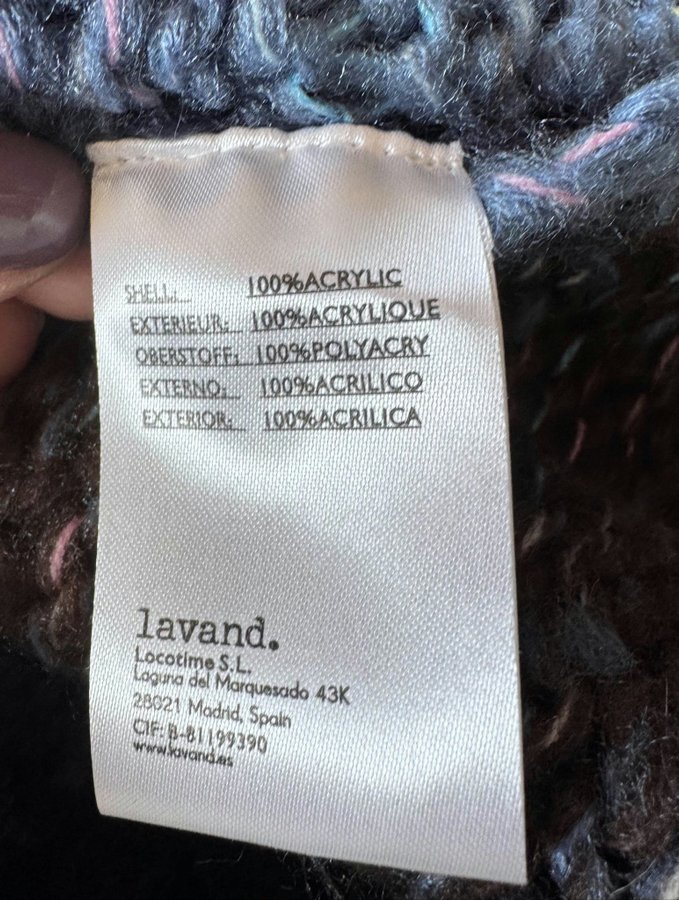 SHELL: 100%ACRYLIC
EXTERIEUR: 100%ACRYLIQUE
OBERSTOFF: 100%POLYACRY
EXTERNO: 100%ACRILICO
EXTERIOR: 100%ACRILICA
lavand.
Locotime S.L.
Laguna del Marquesado 43K
28021 Madrid, Spain
CIF: B-81199390
www.lavand.es